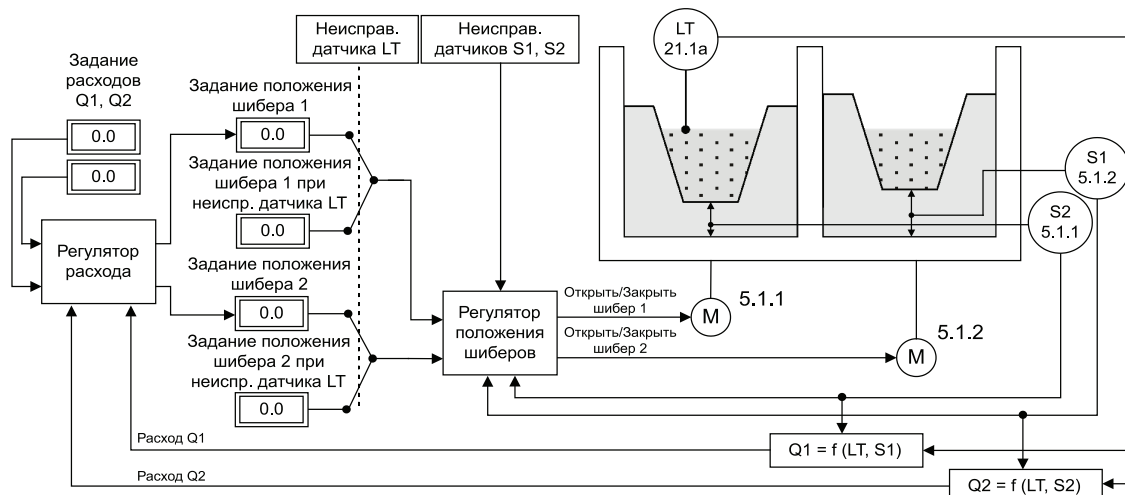 Неисправ.
датчика LT
Неисправ.
датчиков S1, S2
LT
21.1a
Задание
расходов
Q1, Q2
0.0
0.0
Задание положения
шибера 1
0.0
Задание положения
шибера 1 при
неиспр. датчика LT
0.0
S1
5.1.2
S2
5.1.1
Регулятор
расхода
Задание положения
шибера 2
0.0
Задание положения
шибера 2 при
неиспр. датчика LT
0.0
Регулятор
положения
шиберов
Открыть/Закрыть
шибер 1
Открыть/Закрыть
шибер 2
5.1.1
M
5.1.2
M
Расход Q1
Q1 = f (LT, S1)
Расход Q2
Q2 = f (LT, S2)